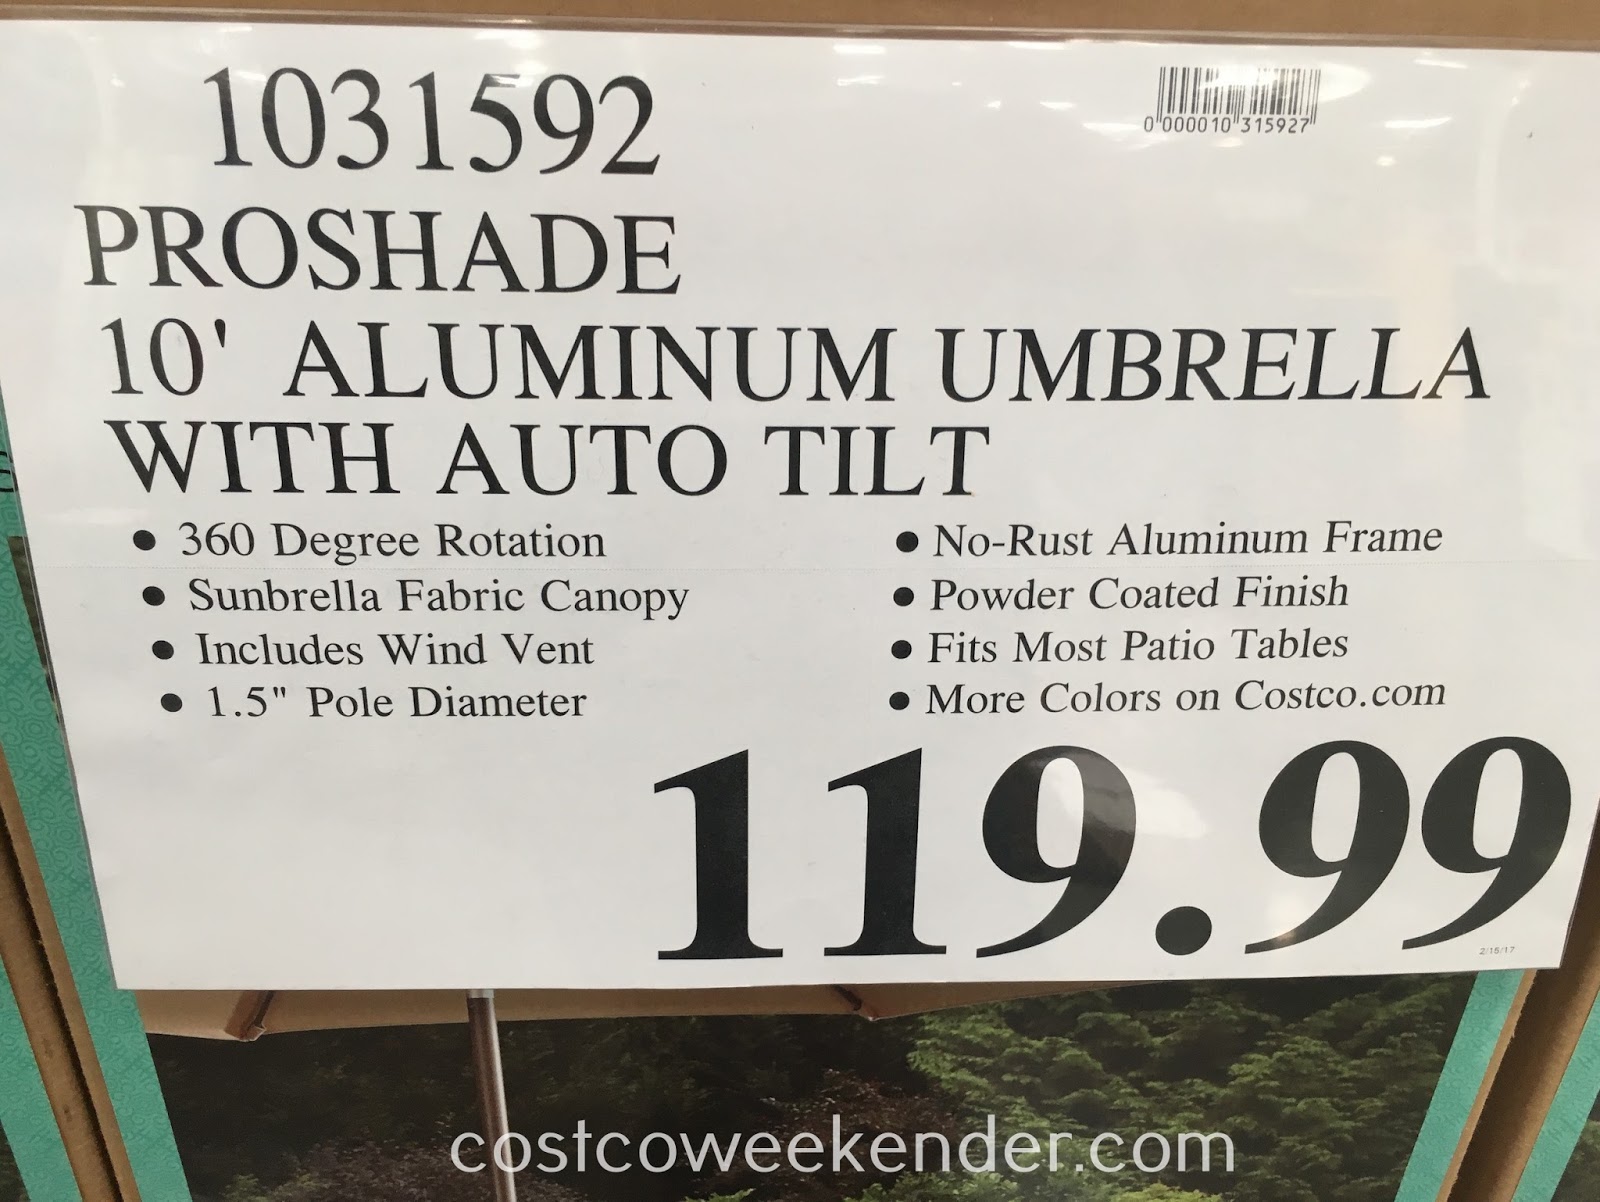 1031592
0 000010 315927
PROSHADE
10' ALUMINUM UMBRELLA
WITH AUTO TILT
• 360 Degree Rotation
• Sunbrella Fabric Canopy
• Includes Wind Vent
• 1.5" Pole Diameter
• No-Rust Aluminum Frame
• Powder Coated Finish
• Fits Most Patio Tables
• More Colors on Costco.com
119.99
2/15/17
costcoweekender.com